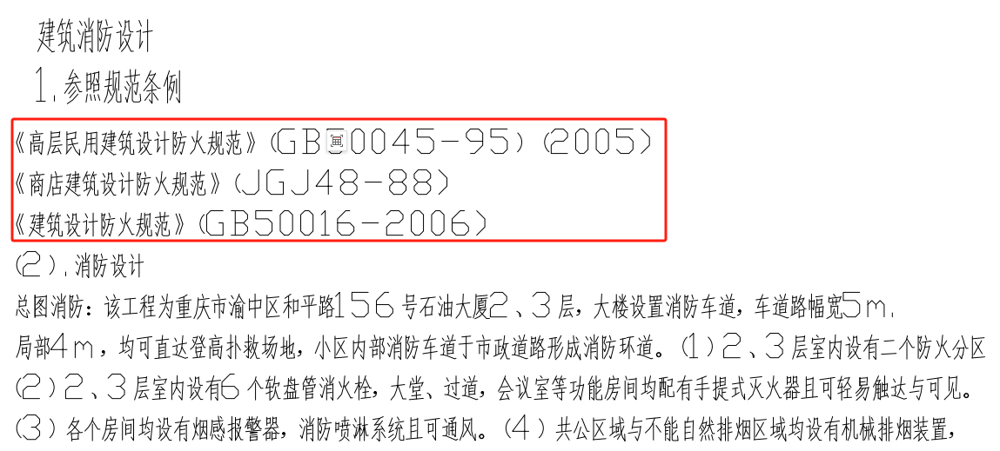 建筑消防设计
1.参照规范条例
《高层民用建筑设计防火规范》(GB50045-95)(2005)
《商店建筑设计防火规范》(JGJ48-88)
《建筑设计防火规范》(GB50016-2006)
(2).消防设计
总图消防：该工程为重庆市渝中区和平路156号石油大厦2、3层，大楼设置消防车道，车道路幅宽5m.
局部4m，均可直达登高扑救场地，小区内部消防车道于市政道路形成消防环道。(1)2、3层室内设有二个防火分区
(2)2、3层室内设有6个软盘管消火栓，大堂、过道，会议室等功能房间均配有手提式灭火器且可轻易触达与可见。
(3)各个房间均设有烟感报警器，消防喷淋系统且可通风。(4)共公区域与不能自然排烟区域均设有机械排烟装置，